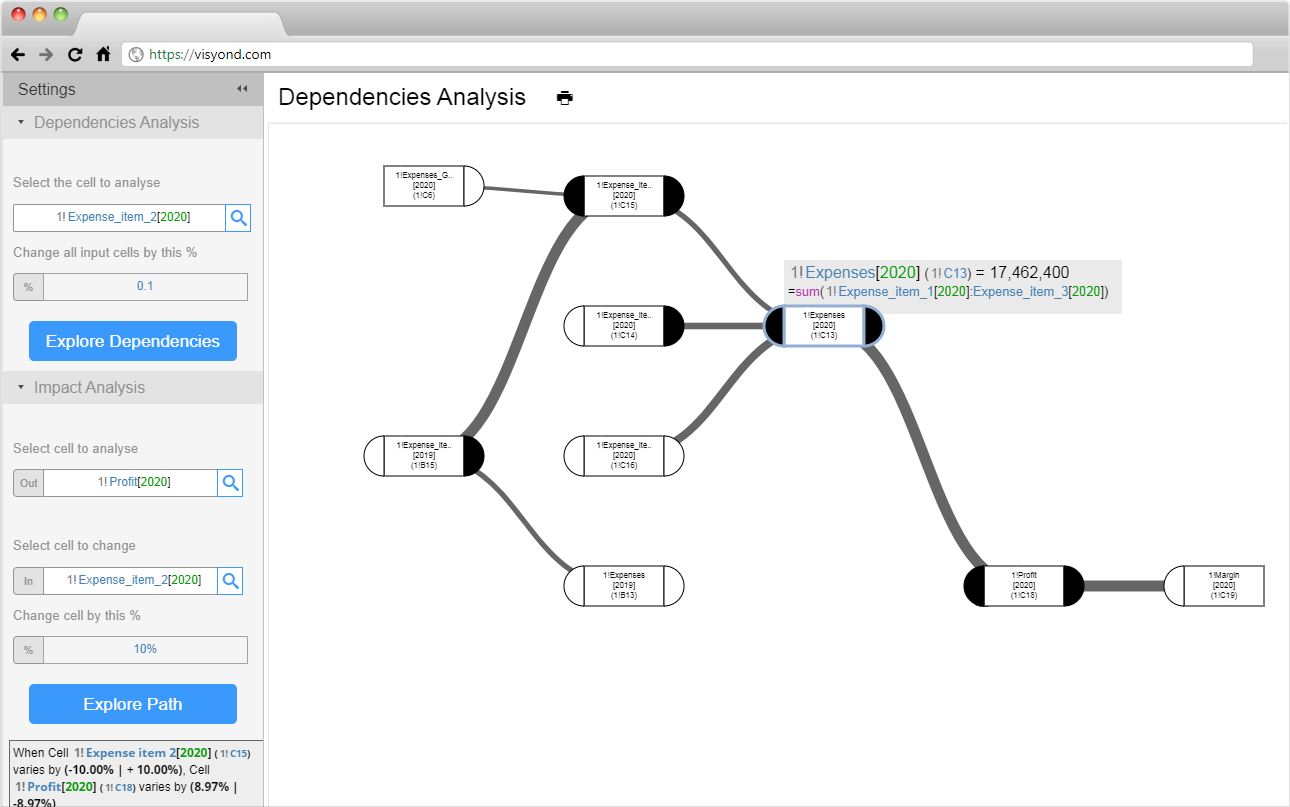 https://visyond.com
Settings
Dependencies Analysis
Select the cell to analyse
1!Expense_item_2[2020]
Change all input cells by this %
% 0.1
Explore Dependencies
Impact Analysis
Select cell to analyse
Out 1!Profit[2020]
Select cell to change
In 1!Expense_item_2[2020]
Change cell by this %
% 10%
Explore Path
When Cell 1!Expense item 2[2020] (1!C15)
varies by (-10.00% | + 10.00%), Cell
1!Profit[2020] (1!C18) varies by (8.97% |
-8.97%)
Dependencies Analysis
1!Expenses_G..
[2020]
(1!C6)
1!Expense_ite..
[2020]
(1!C15)
1!Expenses[2020] (1!C13) = 17,462,400
=sum(1!Expense_item_1[2020]:Expense_item_3[2020])
1!Expense_ite..
[2020]
(1!C14)
1!Expenses
[2020]
(1!C13)
1!Expense_ite..
[2019]
(1!B15)
1!Expense_ite..
[2020]
(1!C16)
1!Expenses
[2019]
(1!B13)
1!Profit
[2020]
(1!C18)
1!Margin
[2020]
(1!C19)